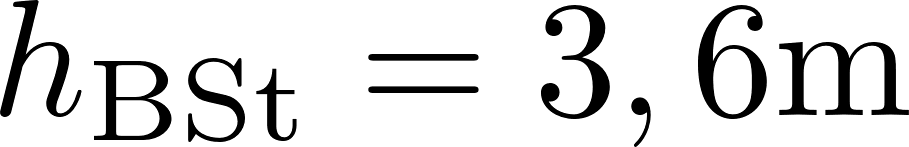 h_BSt = 3, 6m